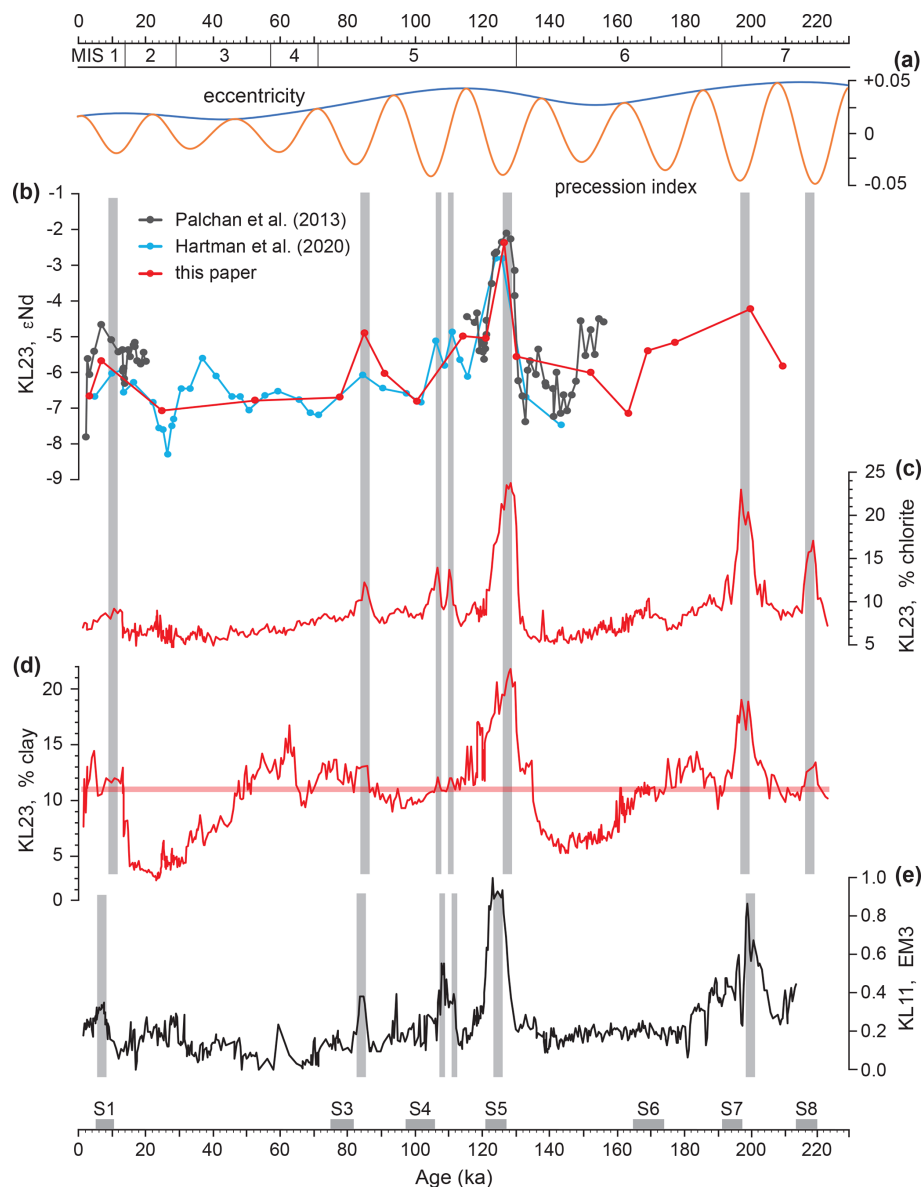 0 20 40 60 80 100 120 140 160 180 200 220
MIS 1 2 3 4 5 6 7
(a)
+0.05
eccentricity
0
precession index
-0.05
(b)
-1
-2
-3
-4
-5
-6
-7
-8
-9
KL23, εNd
Palchan et al. (2013)
Hartman et al. (2020)
this paper
(c)
25
20
15
10
5
KL23, % chlorite
(d)
20
15
10
5
0
KL23, % clay
(e)
1.0
0.8
0.6
0.4
0.2
0.0
KL11, EM3
S1 S3 S4 S5 S6 S7 S8
0 20 40 60 80 100 120 140 160 180 200 220
Age (ka)